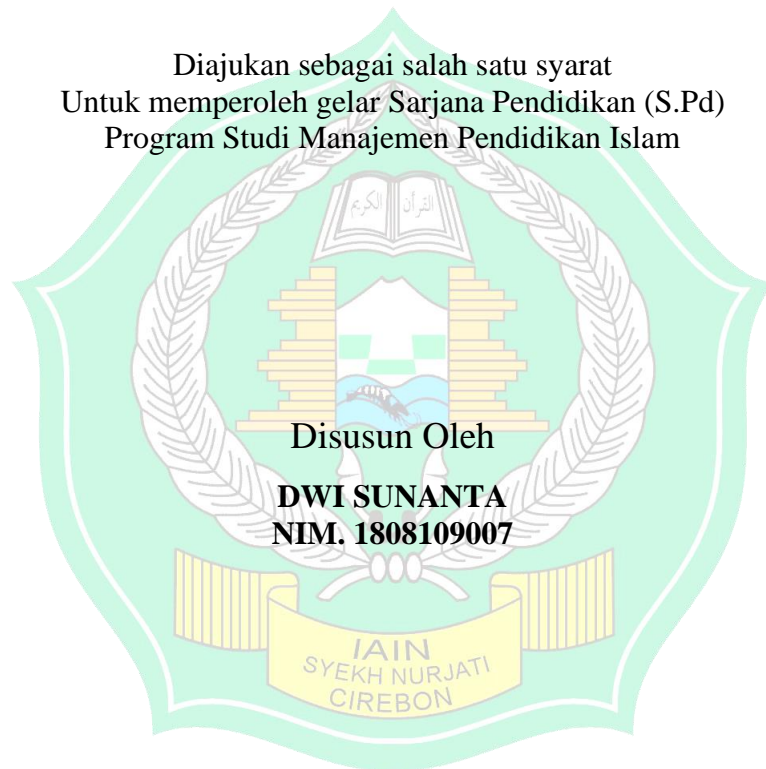 Diajukan sebagai salah satu syarat
Untuk memperoleh gelar Sarjana Pendidikan (S.Pd)
Program Studi Manajemen Pendidikan Islam
القرآن الكريم
Disusun Oleh
DWI SUNANTA
NIM. 1808109007
IAIN
SYEKH NURJATI
CIREBON